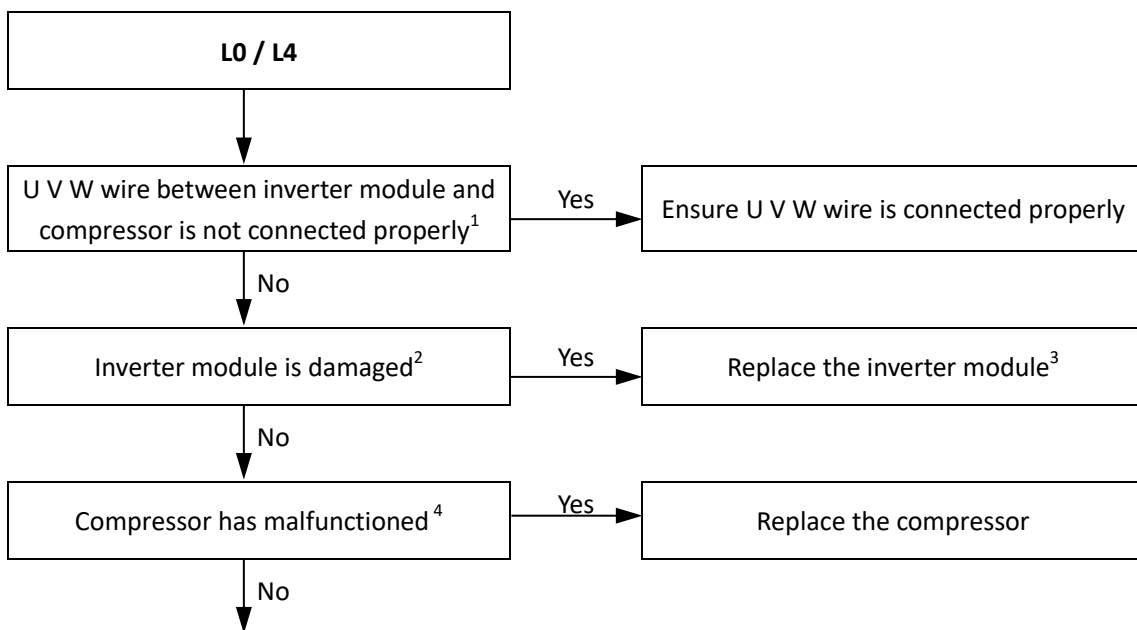 L0 / L4
U V W wire between inverter module and
compressor is not connected properly1
Yes
Ensure U V W wire is connected properly
No
Inverter module is damaged2
Yes
Replace the inverter module3
No
Compressor has malfunctioned 4
Yes
Replace the compressor
No